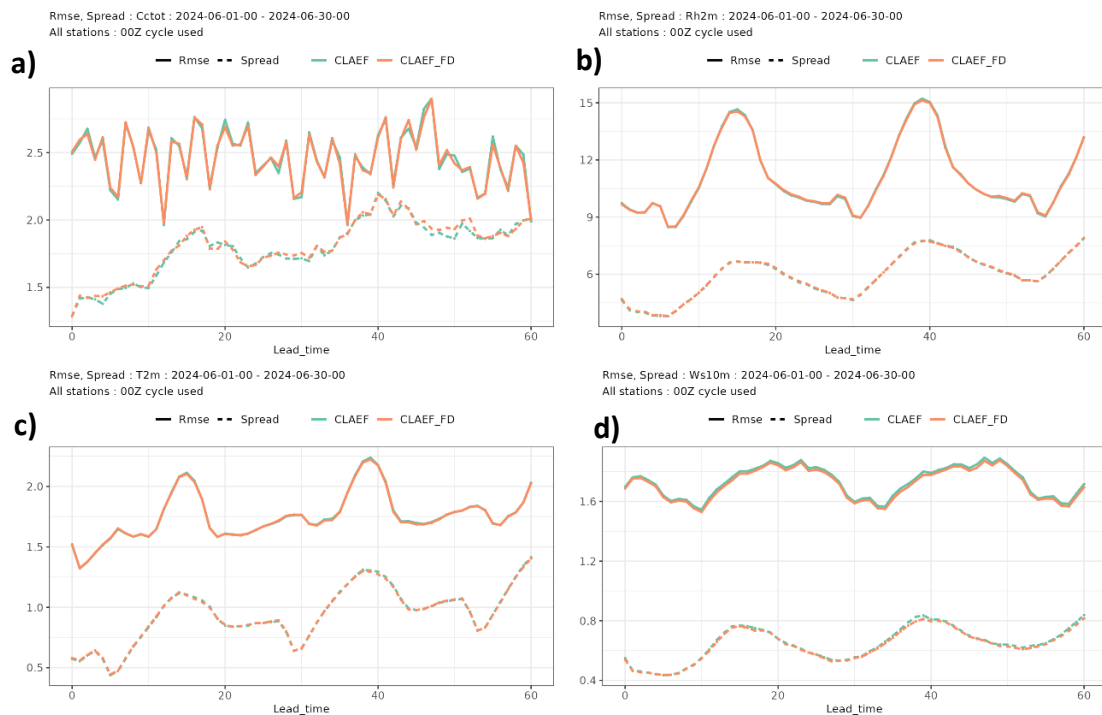 Rmse, Spread : Cctot : 2024-06-01-00 - 2024-06-30-00
All stations : 00Z cycle used
a)
Rmse Spread CLAEF CLAEF_FD
2.5
2.0
1.5
0 20 40 60
Lead_time
Rmse, Spread : Rh2m : 2024-06-01-00 - 2024-06-30-00
All stations : 00Z cycle used
b)
Rmse Spread CLAEF CLAEF_FD
15
12
9
6
0 20 40 60
Lead_time
Rmse, Spread : T2m : 2024-06-01-00 - 2024-06-30-00
All stations : 00Z cycle used
c)
Rmse Spread CLAEF CLAEF_FD
2.0
1.5
1.0
0.5
0 20 40 60
Lead_time
Rmse, Spread : Ws10m : 2024-06-01-00 - 2024-06-30-00
All stations : 00Z cycle used
d)
Rmse Spread CLAEF CLAEF_FD
1.6
1.2
0.8
0.4
0 20 40 60
Lead_time